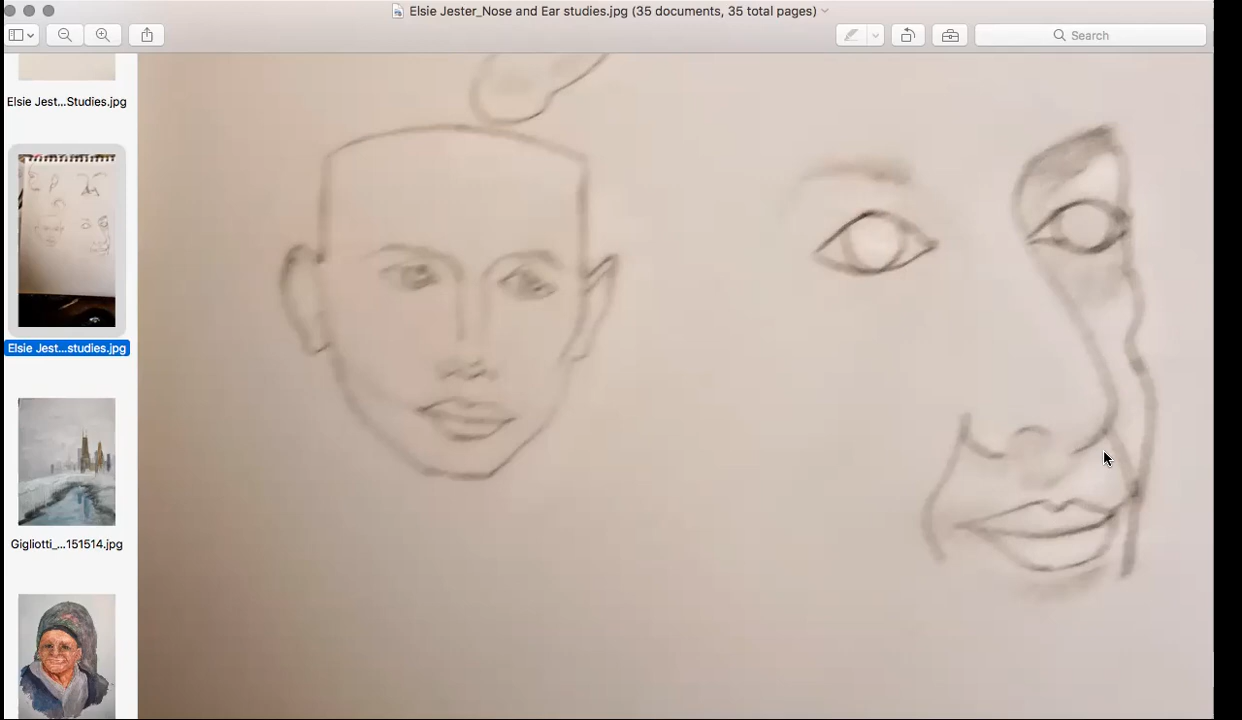 Elsie Jester_Nose and Ear studies.jpg (35 documents, 35 total pages)
Search
Elsie Jest...Studies.jpg
Elsie Jest...studies.jpg
Gigliotti_...151514.jpg